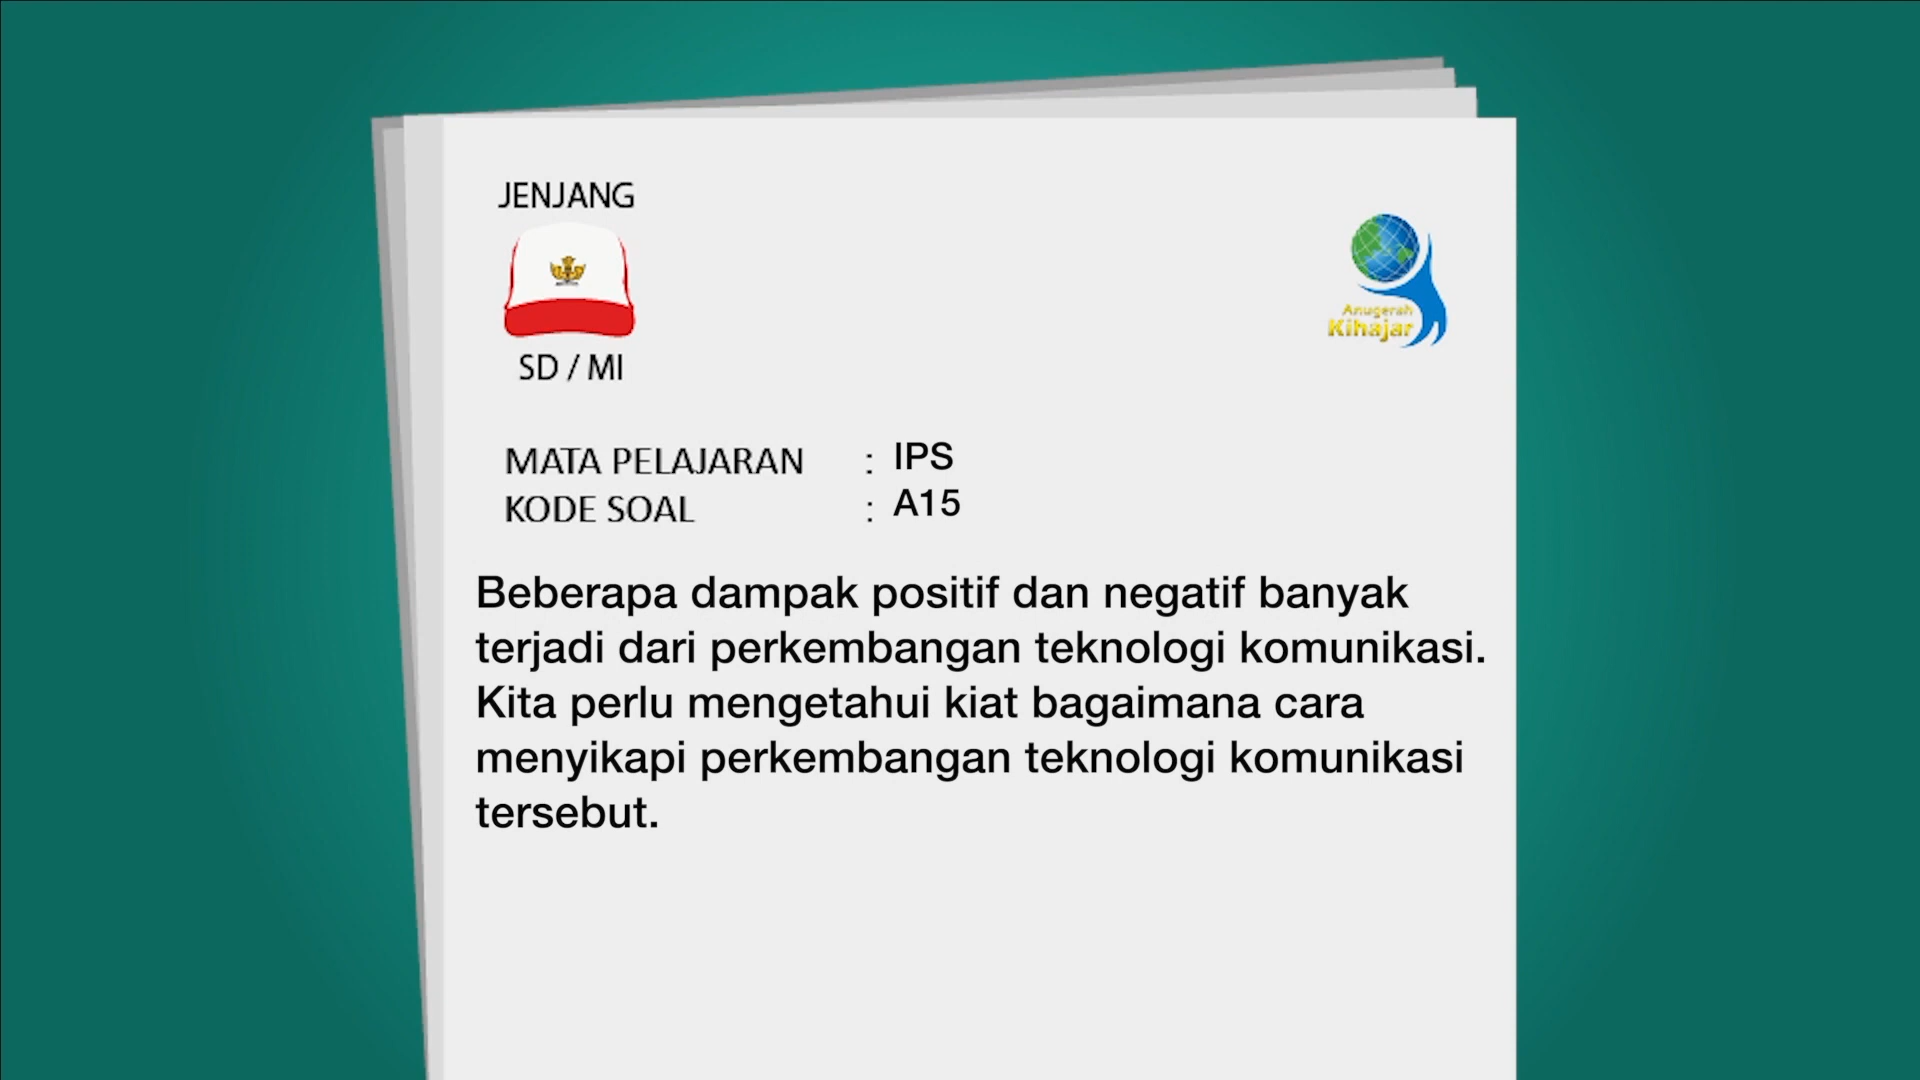 JENJANG
SD / MI
Anugerah
Kihajar
MATA PELAJARAN : IPS
KODE SOAL : A15
Beberapa dampak positif dan negatif banyak
terjadi dari perkembangan teknologi komunikasi.
Kita perlu mengetahui kiat bagaimana cara
menyikapi perkembangan teknologi komunikasi
tersebut.